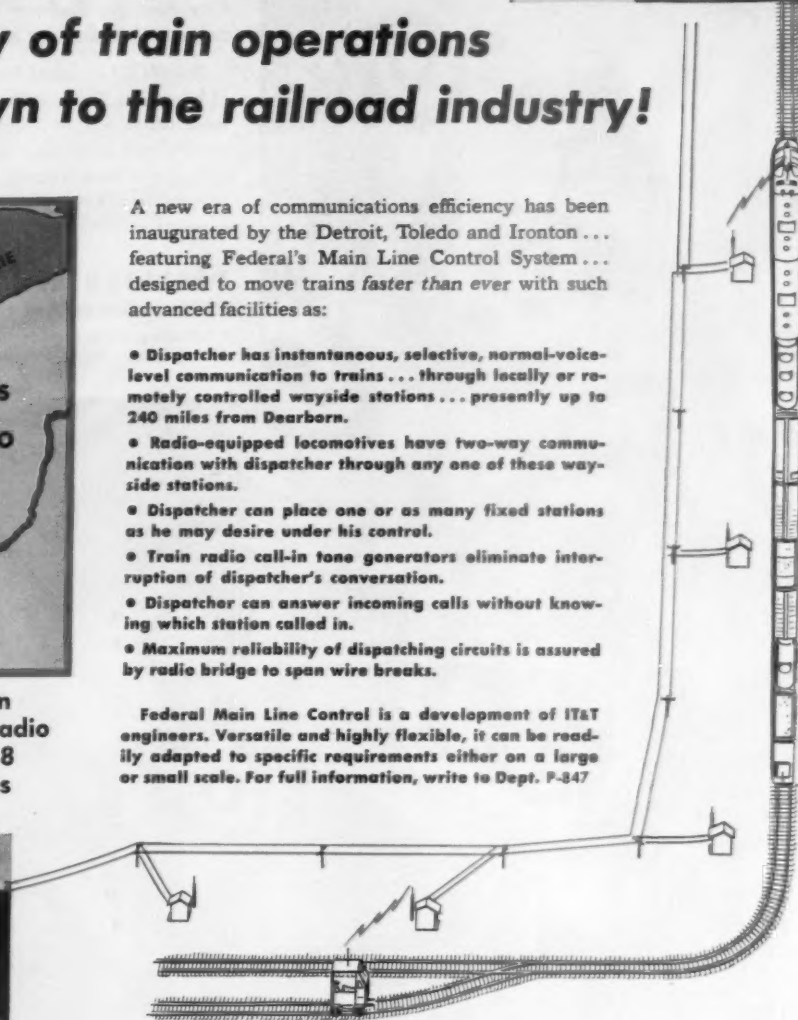 of train operations
to the railroad industry!
A new era of communications efficiency has been
inaugurated by the Detroit, Toledo and Ironton ...
featuring Federal's Main Line Control System ...
designed to move trains faster than ever with such
advanced facilities as:
• Dispatcher has instantaneous, selective, normal-voice-
level communication to trains ... through locally or re-
motely controlled wayside stations ... presently up to
240 miles from Dearborn.
• Radio-equipped locomotives have two-way commu-
nication with dispatcher through any one of these way-
side stations.
• Dispatcher can place one or as many fixed stations
as he may desire under his control.
• Train radio call-in tone generators eliminate inter-
ruption of dispatcher's conversation.
• Dispatcher can answer incoming calls without know-
ing which station called in.
• Maximum reliability of dispatching circuits is assured
by radio bridge to span wire breaks.
Federal Main Line Control is a development of IT&T
engineers. Versatile and highly flexible, it can be read-
ily adapted to specific requirements either on a large
or small scale. For full information, write to Dept. F-847